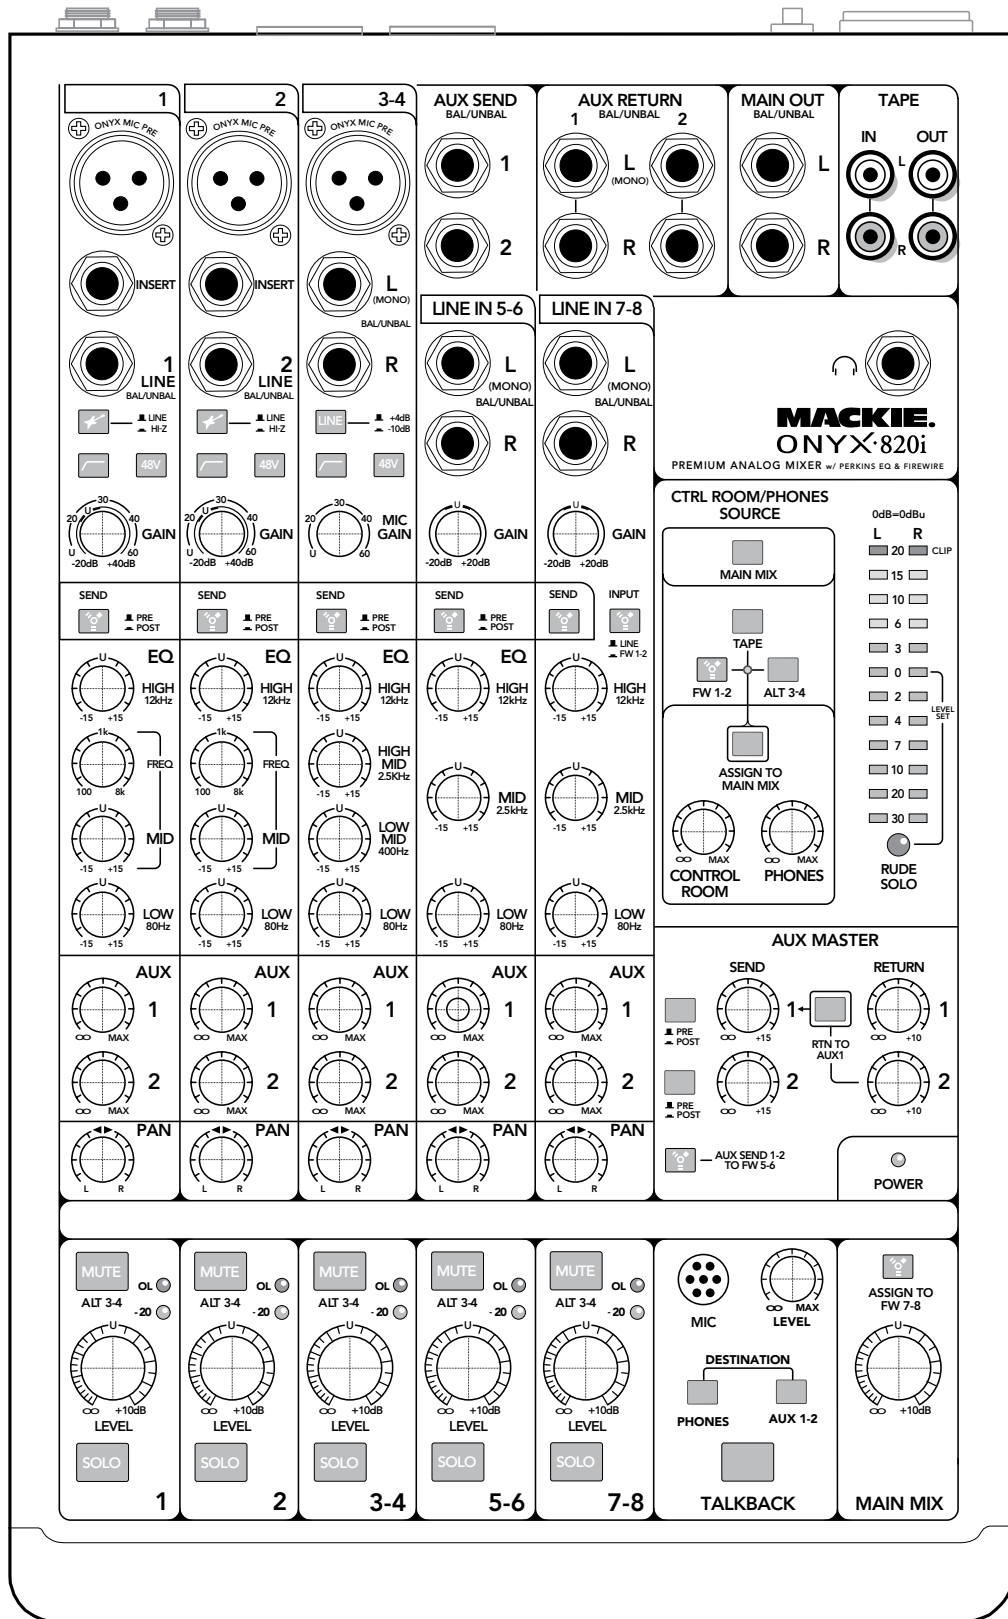 1 2 3-4 AUX SEND AUX RETURN MAIN OUT TAPE
BAL/UNBAL BAL/UNBAL BAL/UNBAL
1 2 IN OUT
ONYX MIC PRE ONYX MIC PRE ONYX MIC PRE
1 L L L
(MONO)
2 R R R
INSERT INSERT L
(MONO)
BAL/UNBAL
LINE IN 5-6 LINE IN 7-8
1 2 R L L
LINE LINE (MONO) (MONO)
BAL/UNBAL BAL/UNBAL BAL/UNBAL BAL/UNBAL
R R
LINE LINE LINE +4dB
HI-Z HI-Z -10dB
48V 48V 48V
MACKIE.
ONYX·820i
PREMIUM ANALOG MIXER w/ PERKINS EQ & FIREWIRE
30 30 30
U U
20 40 20 40 20 40
GAIN GAIN MIC GAIN U GAIN U GAIN
U 60 U 60 U 60
-20dB +40dB -20dB +40dB -20dB +20dB -20dB +20dB
SEND SEND SEND SEND SEND INPUT
PRE PRE PRE PRE
POST POST POST POST
LINE
FW 1-2
CTRL ROOM/PHONES
SOURCE
MAIN MIX
TAPE
FW 1-2 ALT 3-4
ASSIGN TO
MAIN MIX
∞ MAX ∞ MAX
CONTROL
ROOM
PHONES
0dB=0dBu
L R
20 CLIP
15
10
6
3
0
2
LEVEL
SET
4
7
10
20
30
RUDE
SOLO
EQ EQ EQ EQ EQ
U U U U U
HIGH HIGH HIGH HIGH HIGH
12kHz 12kHz 12kHz 12kHz 12kHz
-15 +15 -15 +15 -15 +15 -15 +15 -15 +15
1k 1k U
FREQ FREQ HIGH
MID
2.5KHz
100 8k 100 8k -15 +15
U U
MID MID
2.5kHz 2.5kHz
-15 +15 -15 +15
U U U
MID MID LOW
MID
400Hz
-15 +15 -15 +15 -15 +15
U U U U U
LOW LOW LOW LOW LOW
80Hz 80Hz 80Hz 80Hz 80Hz
-15 +15 -15 +15 -15 +15 -15 +15 -15 +15
AUX AUX AUX AUX AUX
1 1 1 1 1
∞ MAX ∞ MAX ∞ MAX ∞ MAX ∞ MAX
2 2 2 2 2
∞ MAX ∞ MAX ∞ MAX ∞ MAX ∞ MAX
PAN PAN PAN PAN PAN
L R L R L R L R L R
AUX MASTER
SEND RETURN
1 1
PRE
POST
∞ +15 RTN TO
AUX1
∞ +10
2 2
PRE
POST
∞ +15 ∞ +10
AUX SEND 1-2
TO FW 5-6
POWER
MUTE MUTE MUTE MUTE MUTE
OL OL OL OL OL
ALT 3-4 ALT 3-4 ALT 3-4 ALT 3-4 ALT 3-4
-20 -20 -20 -20 -20
U U U U U
∞ +10dB ∞ +10dB ∞ +10dB ∞ +10dB ∞ +10dB
LEVEL LEVEL LEVEL LEVEL LEVEL
SOLO SOLO SOLO SOLO SOLO
1 2 3-4 5-6 7-8
MIC
∞ MAX
LEVEL
DESTINATION
PHONES AUX 1-2
TALKBACK
ASSIGN TO
FW 7-8
U
∞ +10dB
MAIN MIX